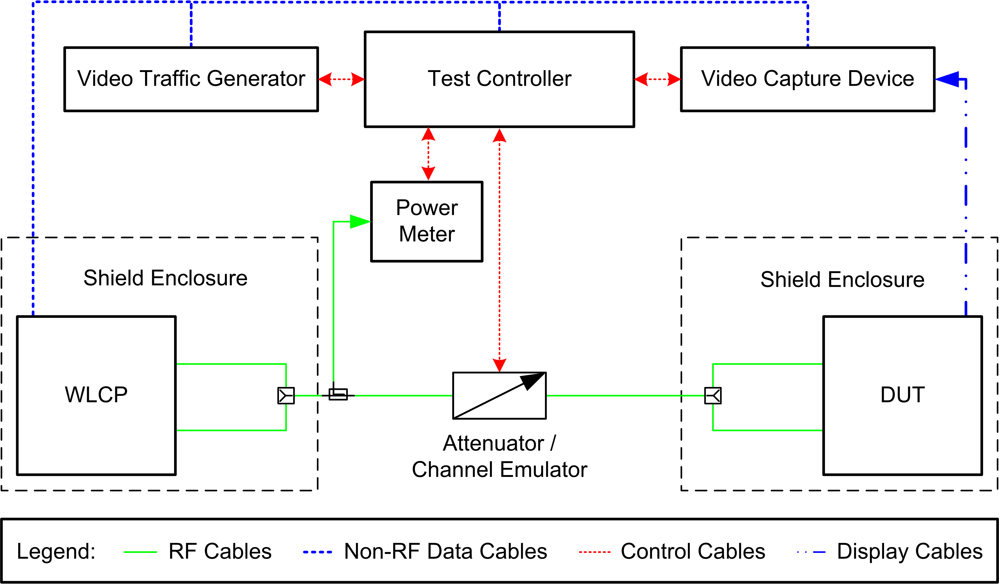 Video Traffic Generator
Test Controller
Video Capture Device
Power
Meter
Shield Enclosure
Shield Enclosure
WLCP
DUT
Attenuator /
Channel Emulator
Legend: RF Cables Non-RF Data Cables Control Cables Display Cables